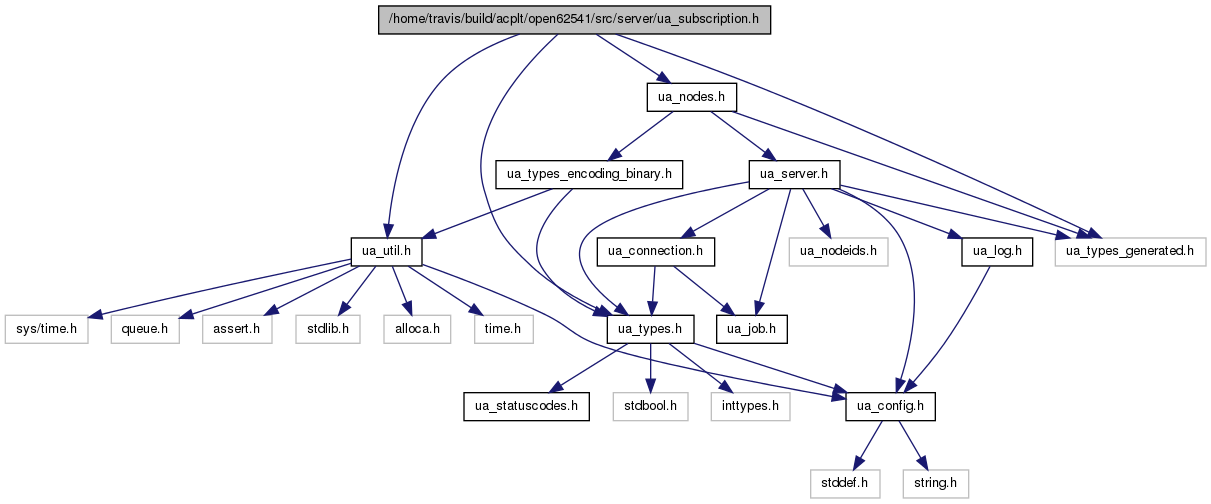 /home/travis/build/acplt/open62541/src/server/ua_subscription.h
ua_nodes.h
ua_types_encoding_binary.h
ua_server.h
ua_util.h
ua_connection.h
ua_nodeids.h
ua_log.h
ua_types_generated.h
sys/time.h
queue.h
assert.h
stdlib.h
alloca.h
time.h
ua_types.h
ua_job.h
ua_statuscodes.h
stdbool.h
inttypes.h
ua_config.h
stddef.h
string.h